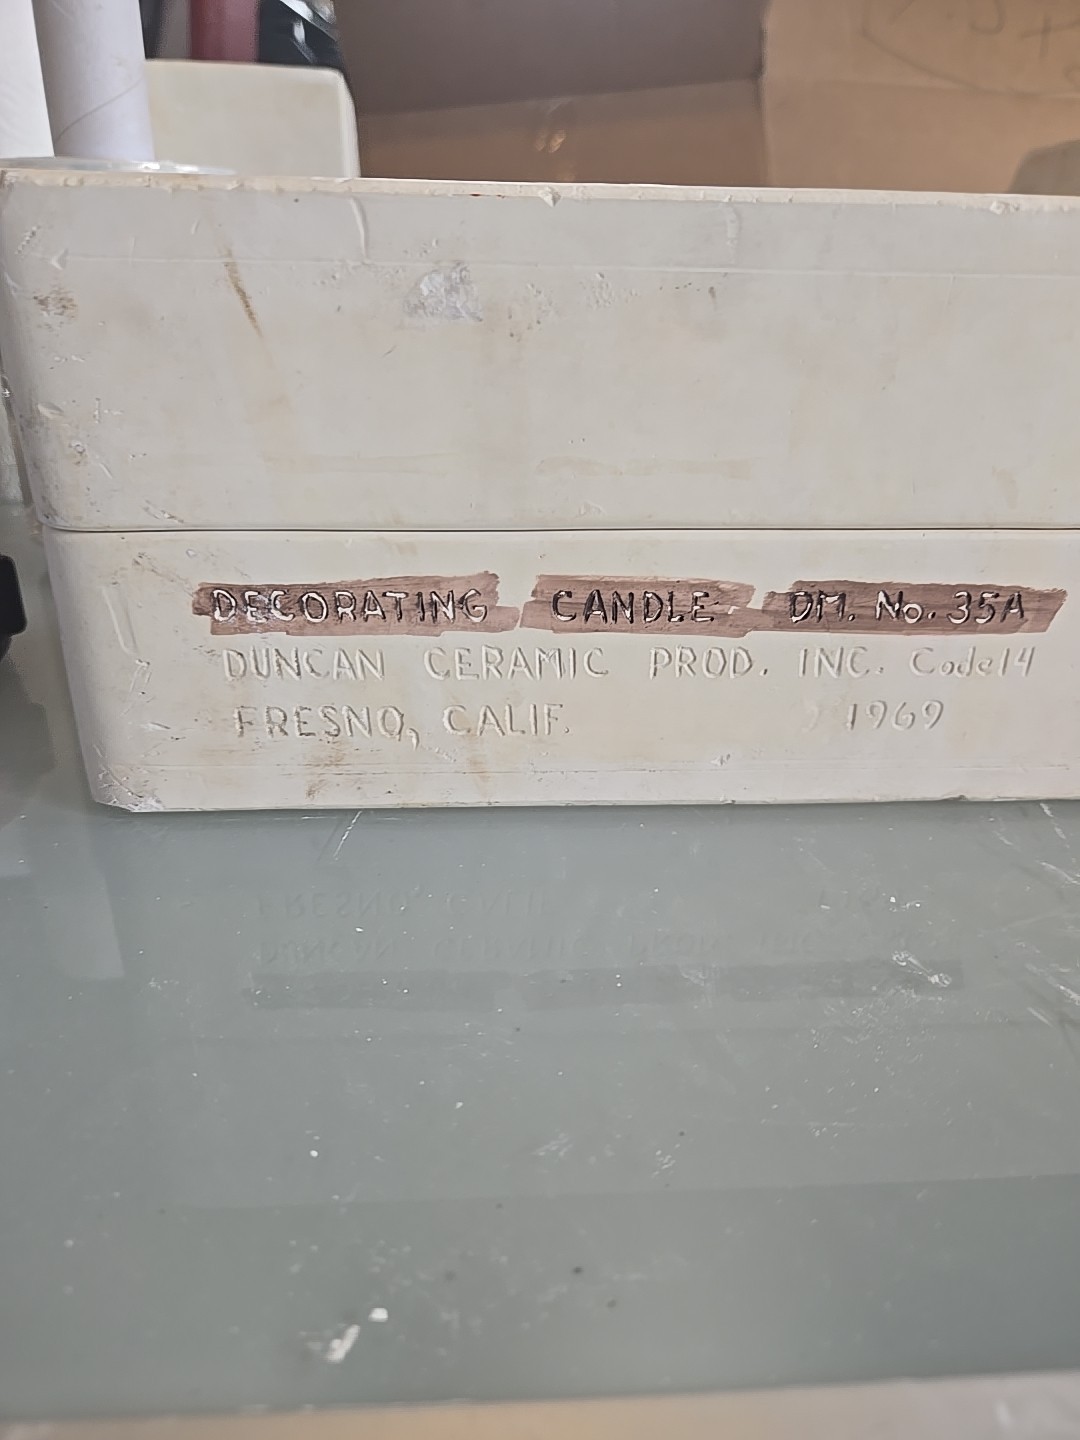 DECORATING CANDLE DM. No. 35A
DUNCAN CERAMIC PROD. INC. Code14
FRESNO, CALIF. 1969